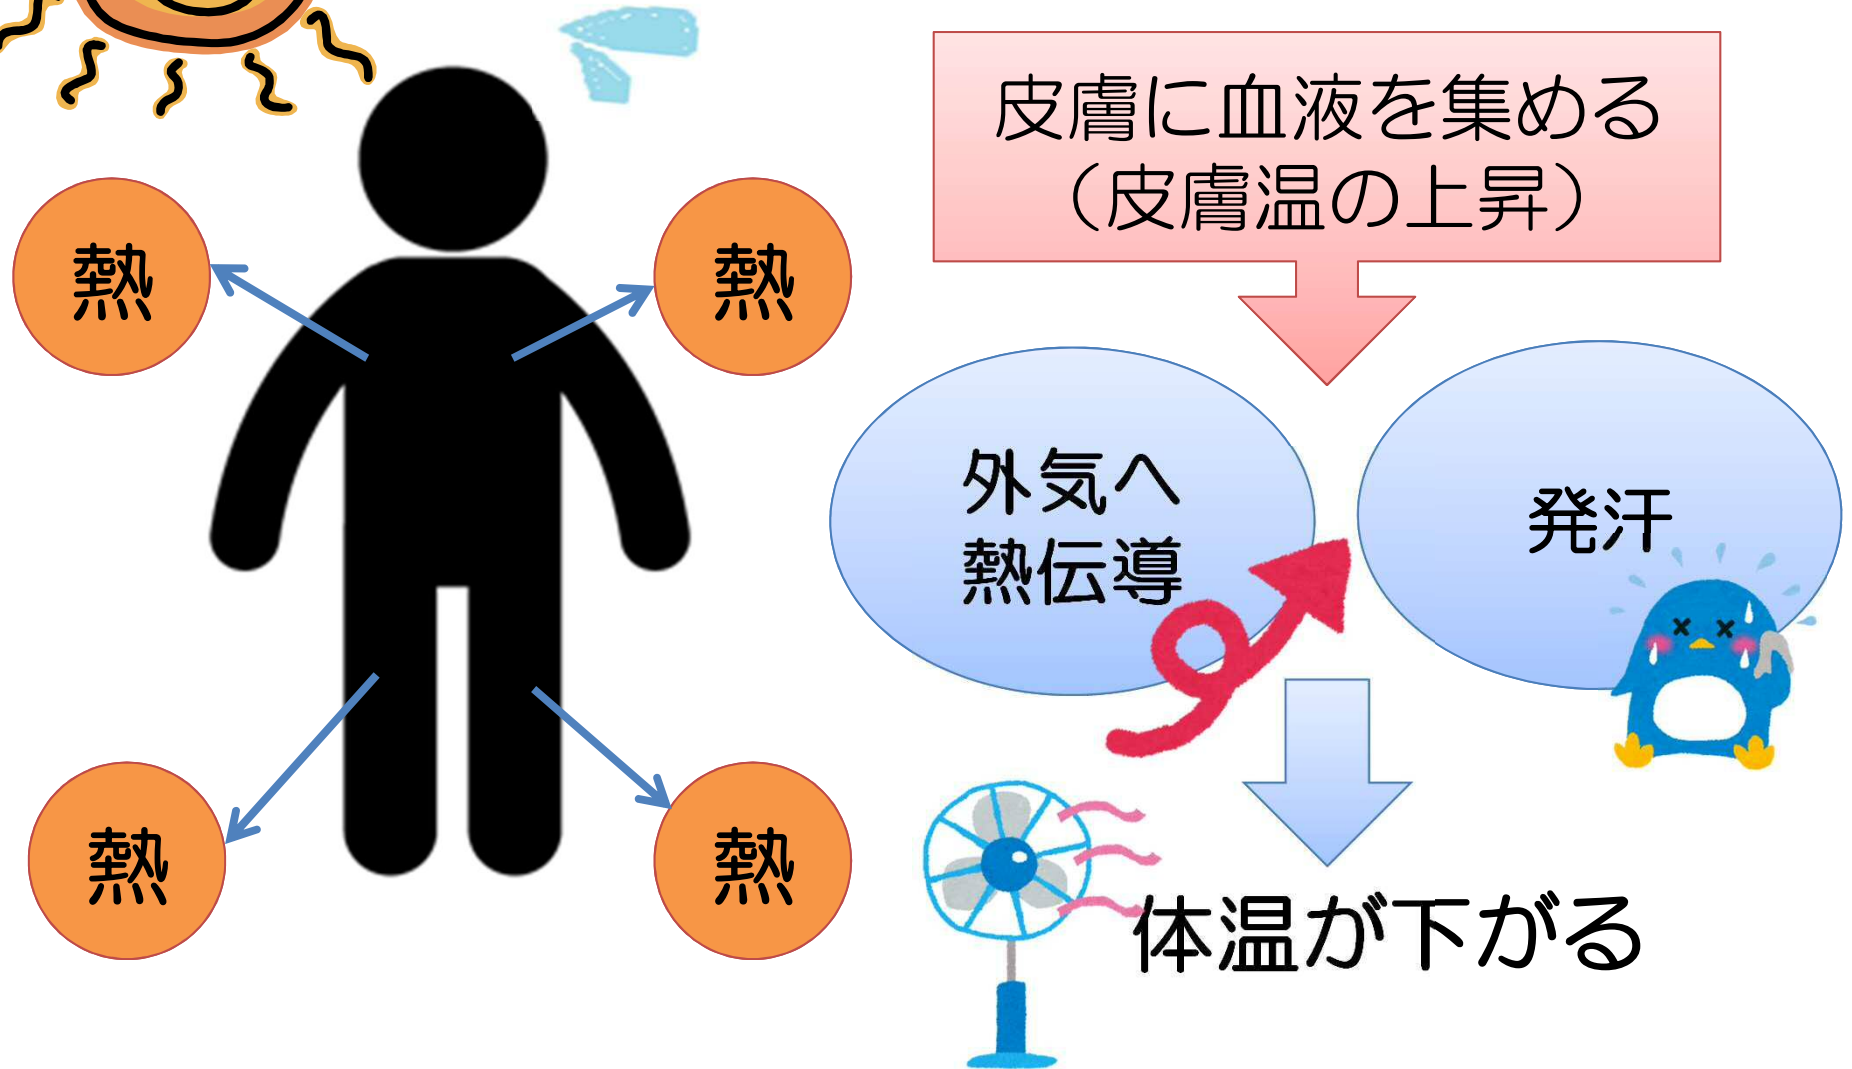 熱
熱
熱
熱
皮膚に血液を集める
（皮膚温の上昇）
外気へ
熱伝導
発汗
体温が下がる